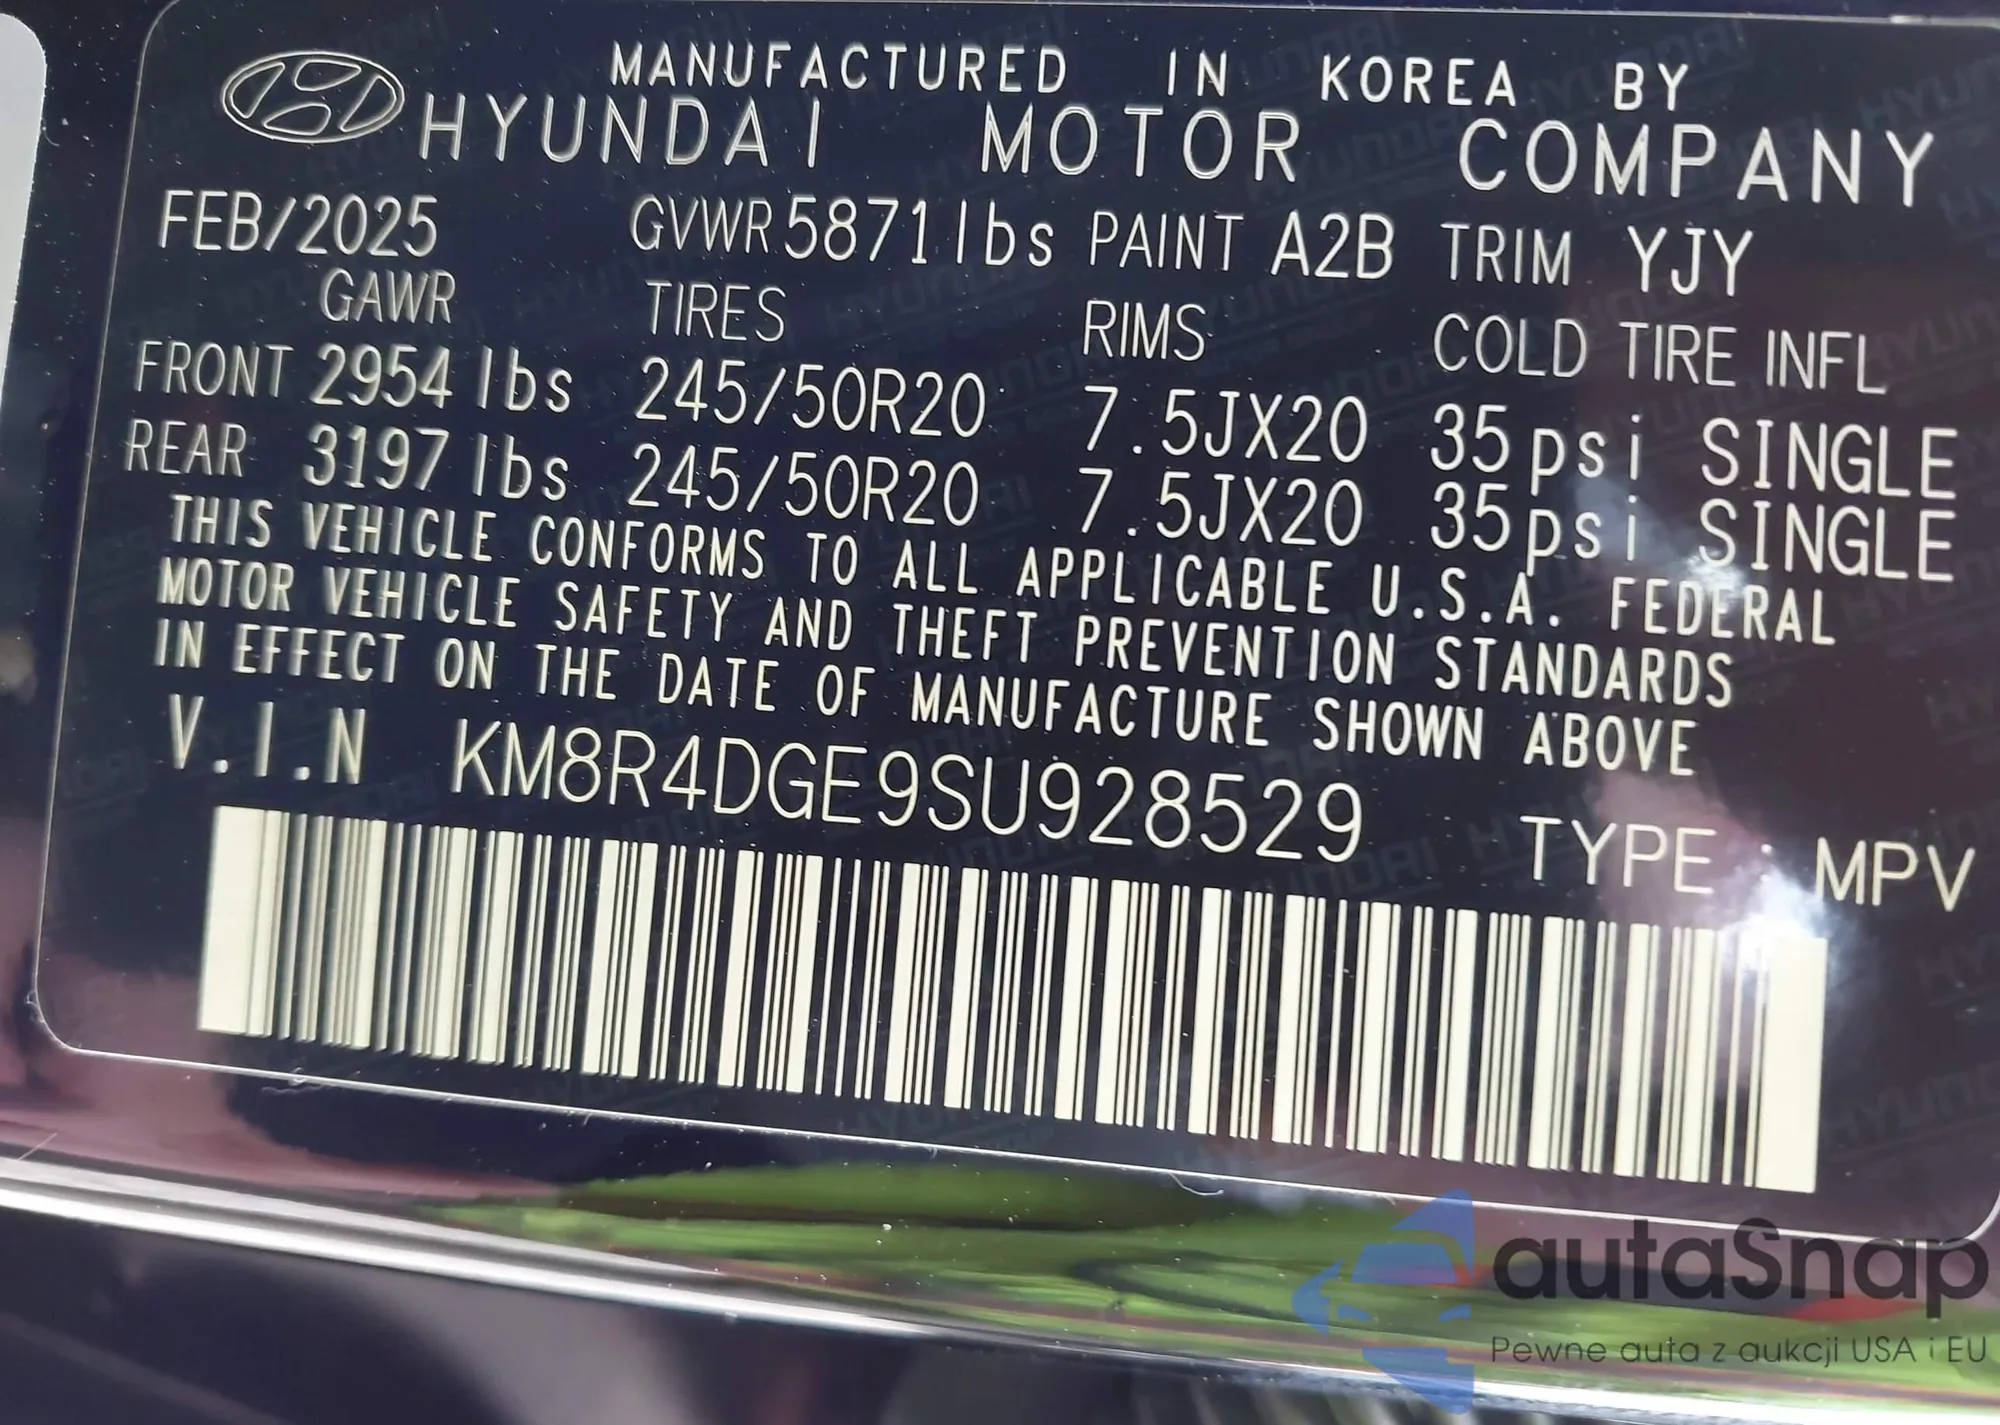 MANUFACTURED IN KOREA BY
HYUNDAI MOTOR COMPANY
FEB/2025 GVWR 5871 lbs PAINT A2B TRIM YJY
GAWR TIRES RIMS COLD TIRE INFL
FRONT 2954 lbs 245/50R20 7.5JX20 35psi SINGLE
REAR 3197 lbs 245/50R20 7.5JX20 35psi SINGLE
THIS VEHICLE CONFORMS TO ALL APPLICABLE U.S.A. FEDERAL
MOTOR VEHICLE SAFETY AND THEFT PREVENTION STANDARDS
IN EFFECT ON THE DATE OF MANUFACTURE SHOWN ABOVE
V.I.N KM8R4DGE9SU928529
TYPE : MPV
autaSnap
Pewne auta z aukcji USA i EU